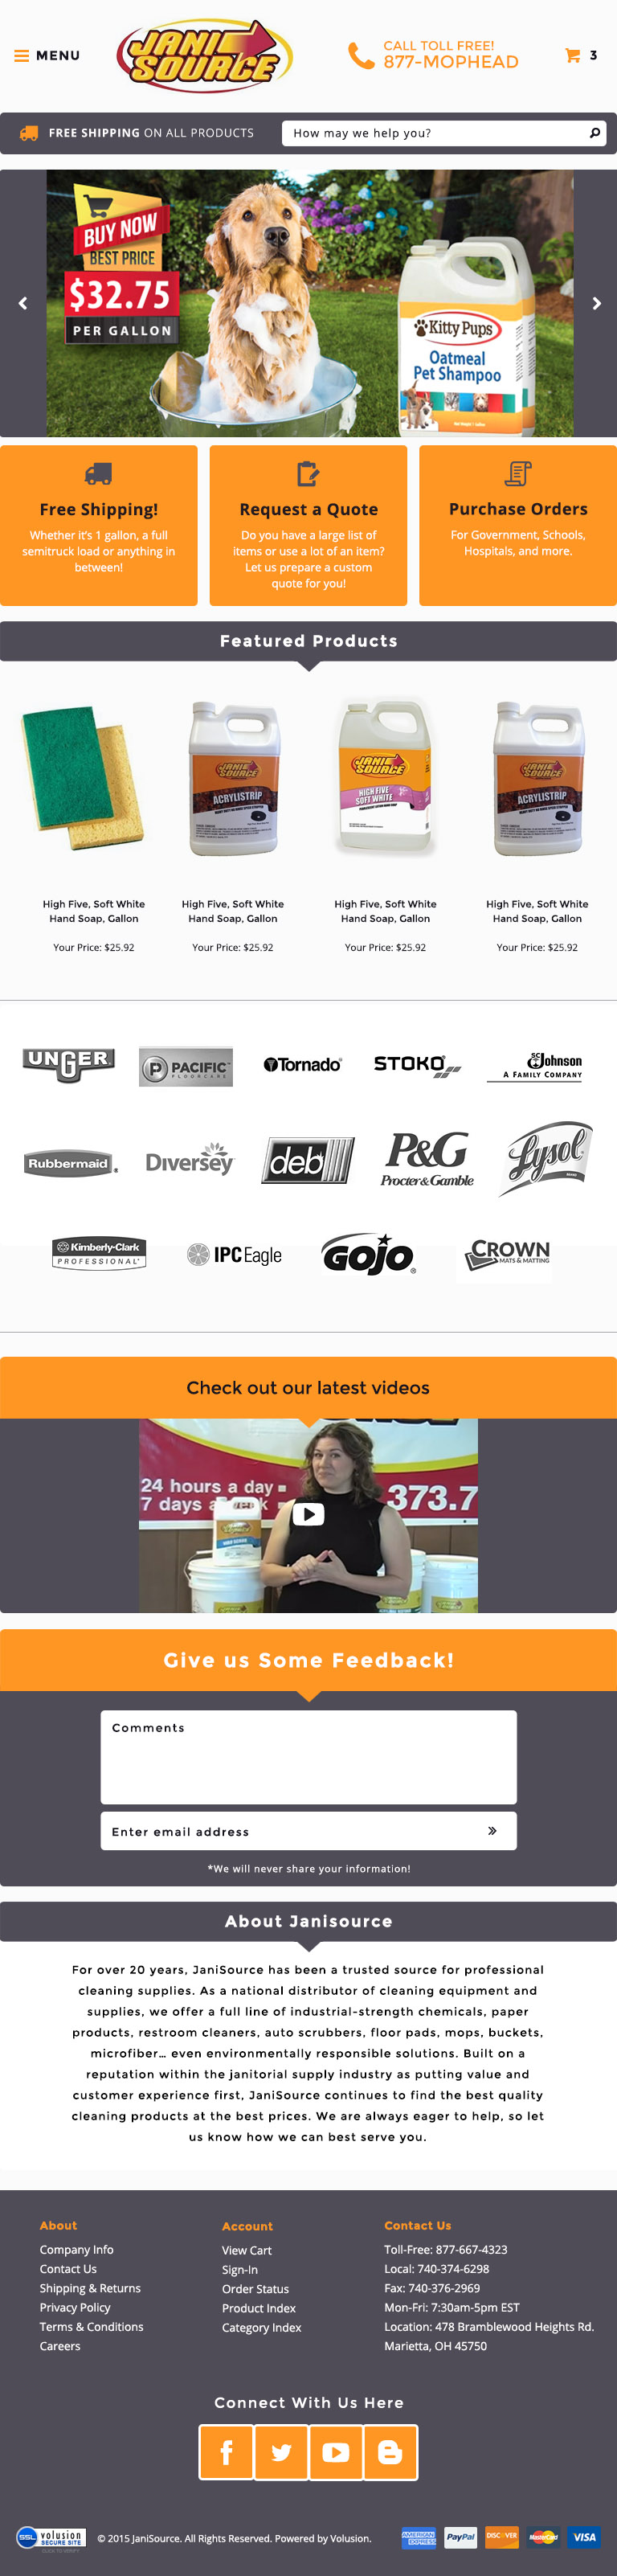 MENU
JANI
SOURCE
CALL TOLL FREE!
877-MOPHEAD
3
FREE SHIPPING ON ALL PRODUCTS
How may we help you?
BUY NOW
BEST PRICE
$32.75
PER GALLON
Kitty Pups
Oatmeal
Pet Shampoo
Free Shipping!
Whether it's 1 gallon, a full
semitruck load or anything in
between!
Request a Quote
Do you have a large list of
items or use a lot of an item?
Let us prepare a custom
quote for you!
Purchase Orders
For Government, Schools,
Hospitals, and more.
Featured Products
JANIE
SOURCE
ACRYLISTRIP
JANIE
SOURCE
HIGH FIVE
SOFT WHITE
JANIE
SOURCE
ACRYLISTRIP
High Five, Soft White
Hand Soap, Gallon
Your Price: $25.92
High Five, Soft White
Hand Soap, Gallon
Your Price: $25.92
High Five, Soft White
Hand Soap, Gallon
Your Price: $25.92
High Five, Soft White
Hand Soap, Gallon
Your Price: $25.92
UNGER
PACIFIC
FLOORCARE
Tornado
STOKO
SC Johnson
A FAMILY COMPANY
Rubbermaid
Diversey
deb
P&G
Procter & Gamble
Lysol
Kimberly-Clark
PROFESSIONAL
IPC Eagle
GOJO
CROWN
MATS & MATTING
Check out our latest videos
24 hours a day -
7 days a week -
373.7
Give us Some Feedback!
Comments
Enter email address
*We will never share your information!
About Janisource
For over 20 years, JaniSource has been a trusted source for professional
cleaning supplies. As a national distributor of cleaning equipment and
supplies, we offer a full line of industrial-strength chemicals, paper
products, restroom cleaners, auto scrubbers, floor pads, mops, buckets,
microfiber… even environmentally responsible solutions. Built on a
reputation within the janitorial supply industry as putting value and
customer experience first, JaniSource continues to find the best quality
cleaning products at the best prices. We are always eager to help, so let
us know how we can best serve you.
About
Company Info
Contact Us
Shipping & Returns
Privacy Policy
Terms & Conditions
Careers
Account
View Cart
Sign-In
Order Status
Product Index
Category Index
Contact Us
Toll-Free: 877-667-4323
Local: 740-374-6298
Fax: 740-376-2969
Mon-Fri: 7:30am-5pm EST
Location: 478 Bramblewood Heights Rd.
Marietta, OH 45750
Connect With Us Here
SSL
volusion
SECURE SITE
CLICK TO VERIFY
© 2015 JaniSource. All Rights Reserved. Powered by Volusion.
AMERICAN EXPRESS
PayPal
DISCOVER
MasterCard
VISA